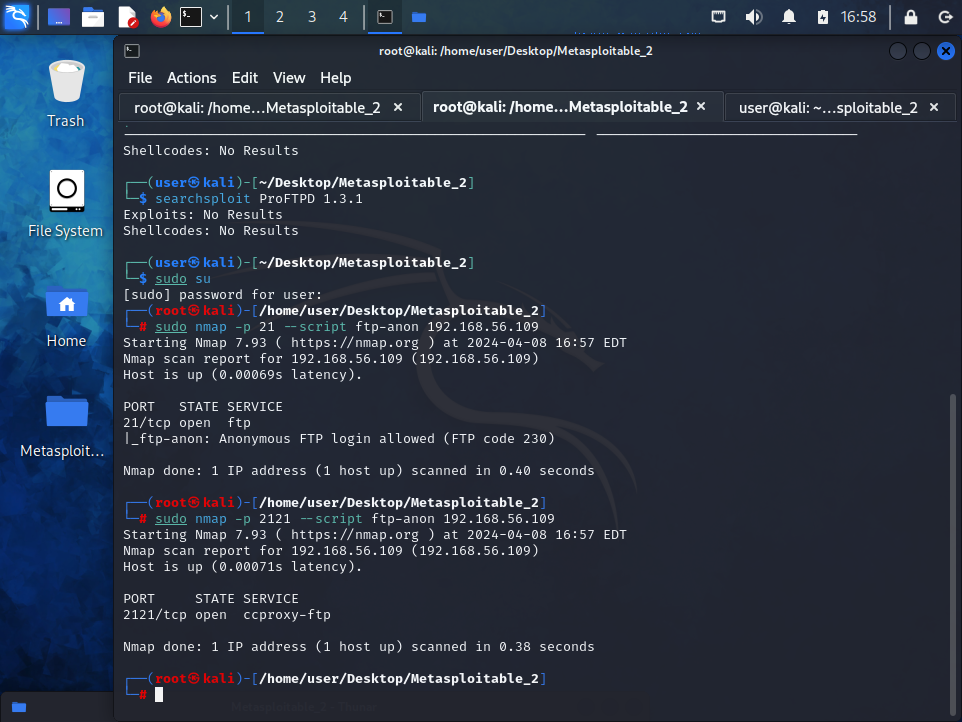 1 2 3 4 16:58
root@kali: /home/user/Desktop/Metasploitable_2
File Actions Edit View Help
root@kali: /home...Metasploitable_2 root@kali: /home...Metasploitable_2 user@kali: ~...sploitable_2
Trash
File System
Home
Metasploit...
Shellcodes: No Results
┌──(user㉿kali)-[~/Desktop/Metasploitable_2]
└─$ searchsploit ProFTPD 1.3.1
Exploits: No Results
Shellcodes: No Results
┌──(user㉿kali)-[~/Desktop/Metasploitable_2]
└─$ sudo su
[sudo] password for user:
┌──(root㉿kali)-[/home/user/Desktop/Metasploitable_2]
└─# sudo nmap -p 21 --script ftp-anon 192.168.56.109
Starting Nmap 7.93 ( https://nmap.org ) at 2024-04-08 16:57 EDT
Nmap scan report for 192.168.56.109 (192.168.56.109)
Host is up (0.00069s latency).
PORT   STATE SERVICE
21/tcp open  ftp
|_ftp-anon: Anonymous FTP login allowed (FTP code 230)
Nmap done: 1 IP address (1 host up) scanned in 0.40 seconds
┌──(root㉿kali)-[/home/user/Desktop/Metasploitable_2]
└─# sudo nmap -p 2121 --script ftp-anon 192.168.56.109
Starting Nmap 7.93 ( https://nmap.org ) at 2024-04-08 16:57 EDT
Nmap scan report for 192.168.56.109 (192.168.56.109)
Host is up (0.00071s latency).
PORT     STATE SERVICE
2121/tcp open  ccproxy-ftp
Nmap done: 1 IP address (1 host up) scanned in 0.38 seconds
┌──(root㉿kali)-[/home/user/Desktop/Metasploitable_2]
└─#